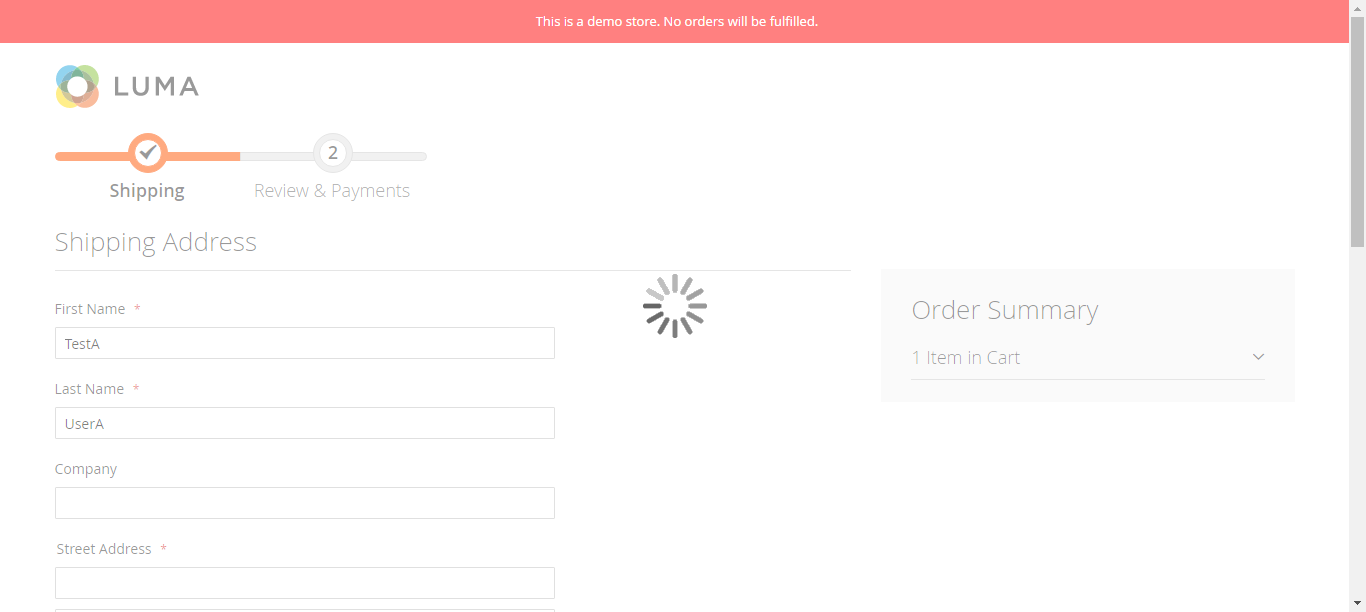 This is a demo store. No orders will be fulfilled.
LUMA
2
Shipping
Review & Payments
Shipping Address
First Name *
TestA
Last Name *
UserA
Company
Street Address *
Order Summary
1 Item in Cart